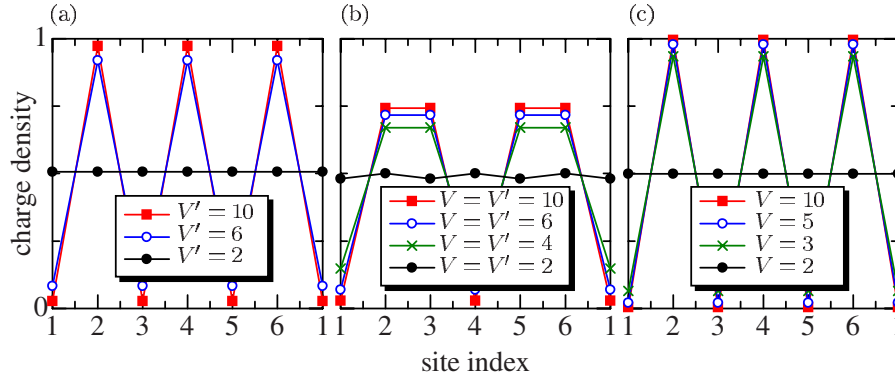 (a) (b) (c)
1
charge density
0
V′ = 10
V′ = 6
V′ = 2
V = V′ = 10
V = V′ = 6
V = V′ = 4
V = V′ = 2
V = 10
V = 5
V = 3
V = 2
1 2 3 4 5 6 1 2 3 4 5 6 1 2 3 4 5 6 1
site index